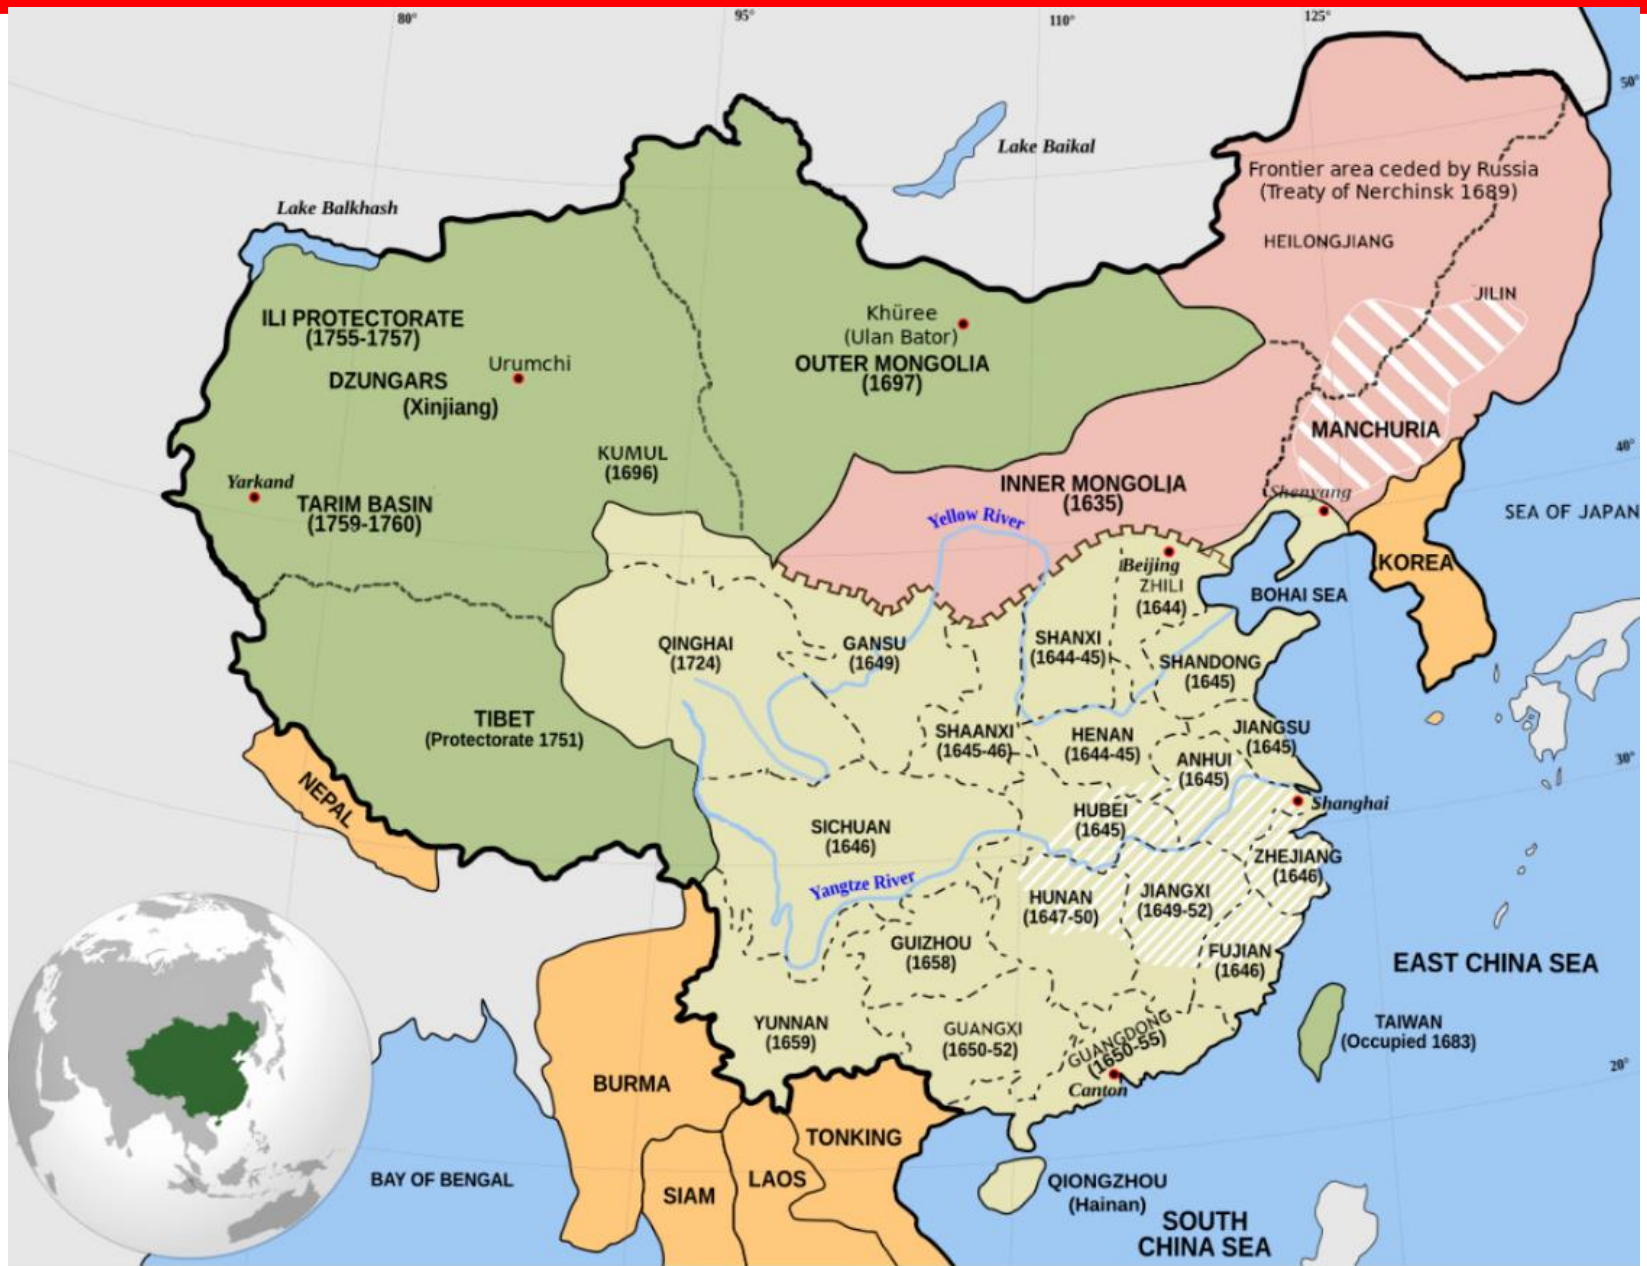 80°
95°
110°
125°
50°
Lake Baikal
Frontier area ceded by Russia
(Treaty of Nerchinsk 1689)
Lake Balkhash
HEILONGJIANG
JILIN
ILI PROTECTORATE
(1755-1757)
Khüree
(Ulan Bator)
Urumchi
OUTER MONGOLIA
(1697)
DZUNGARS
(Xinjiang)
MANCHURIA
40°
KUMUL
(1696)
Yarkand
INNER MONGOLIA
(1635)
Shenyang
TARIM BASIN
(1759-1760)
Yellow River
SEA OF JAPAN
Beijing
KOREA
ZHILI
(1644)
BOHAI SEA
QINGHAI
(1724)
GANSU
(1649)
SHANXI
(1644-45)
SHANDONG
(1645)
TIBET
(Protectorate 1751)
SHAANXI
(1645-46)
HENAN
(1644-45)
JIANGSU
(1645)
ANHUI
(1645)
30°
NEPAL
HUBEI
(1645)
Shanghai
SICHUAN
(1646)
ZHEJIANG
(1646)
Yangtze River
HUNAN
(1647-50)
JIANGXI
(1649-52)
GUIZHOU
(1658)
FUJIAN
(1646)
EAST CHINA SEA
YUNNAN
(1659)
GUANGXI
(1650-52)
GUANGDONG
(1650-55)
TAIWAN
(Occupied 1683)
20°
BURMA
Canton
TONKING
BAY OF BENGAL
SIAM
LAOS
QIONGZHOU
(Hainan)
SOUTH
CHINA SEA